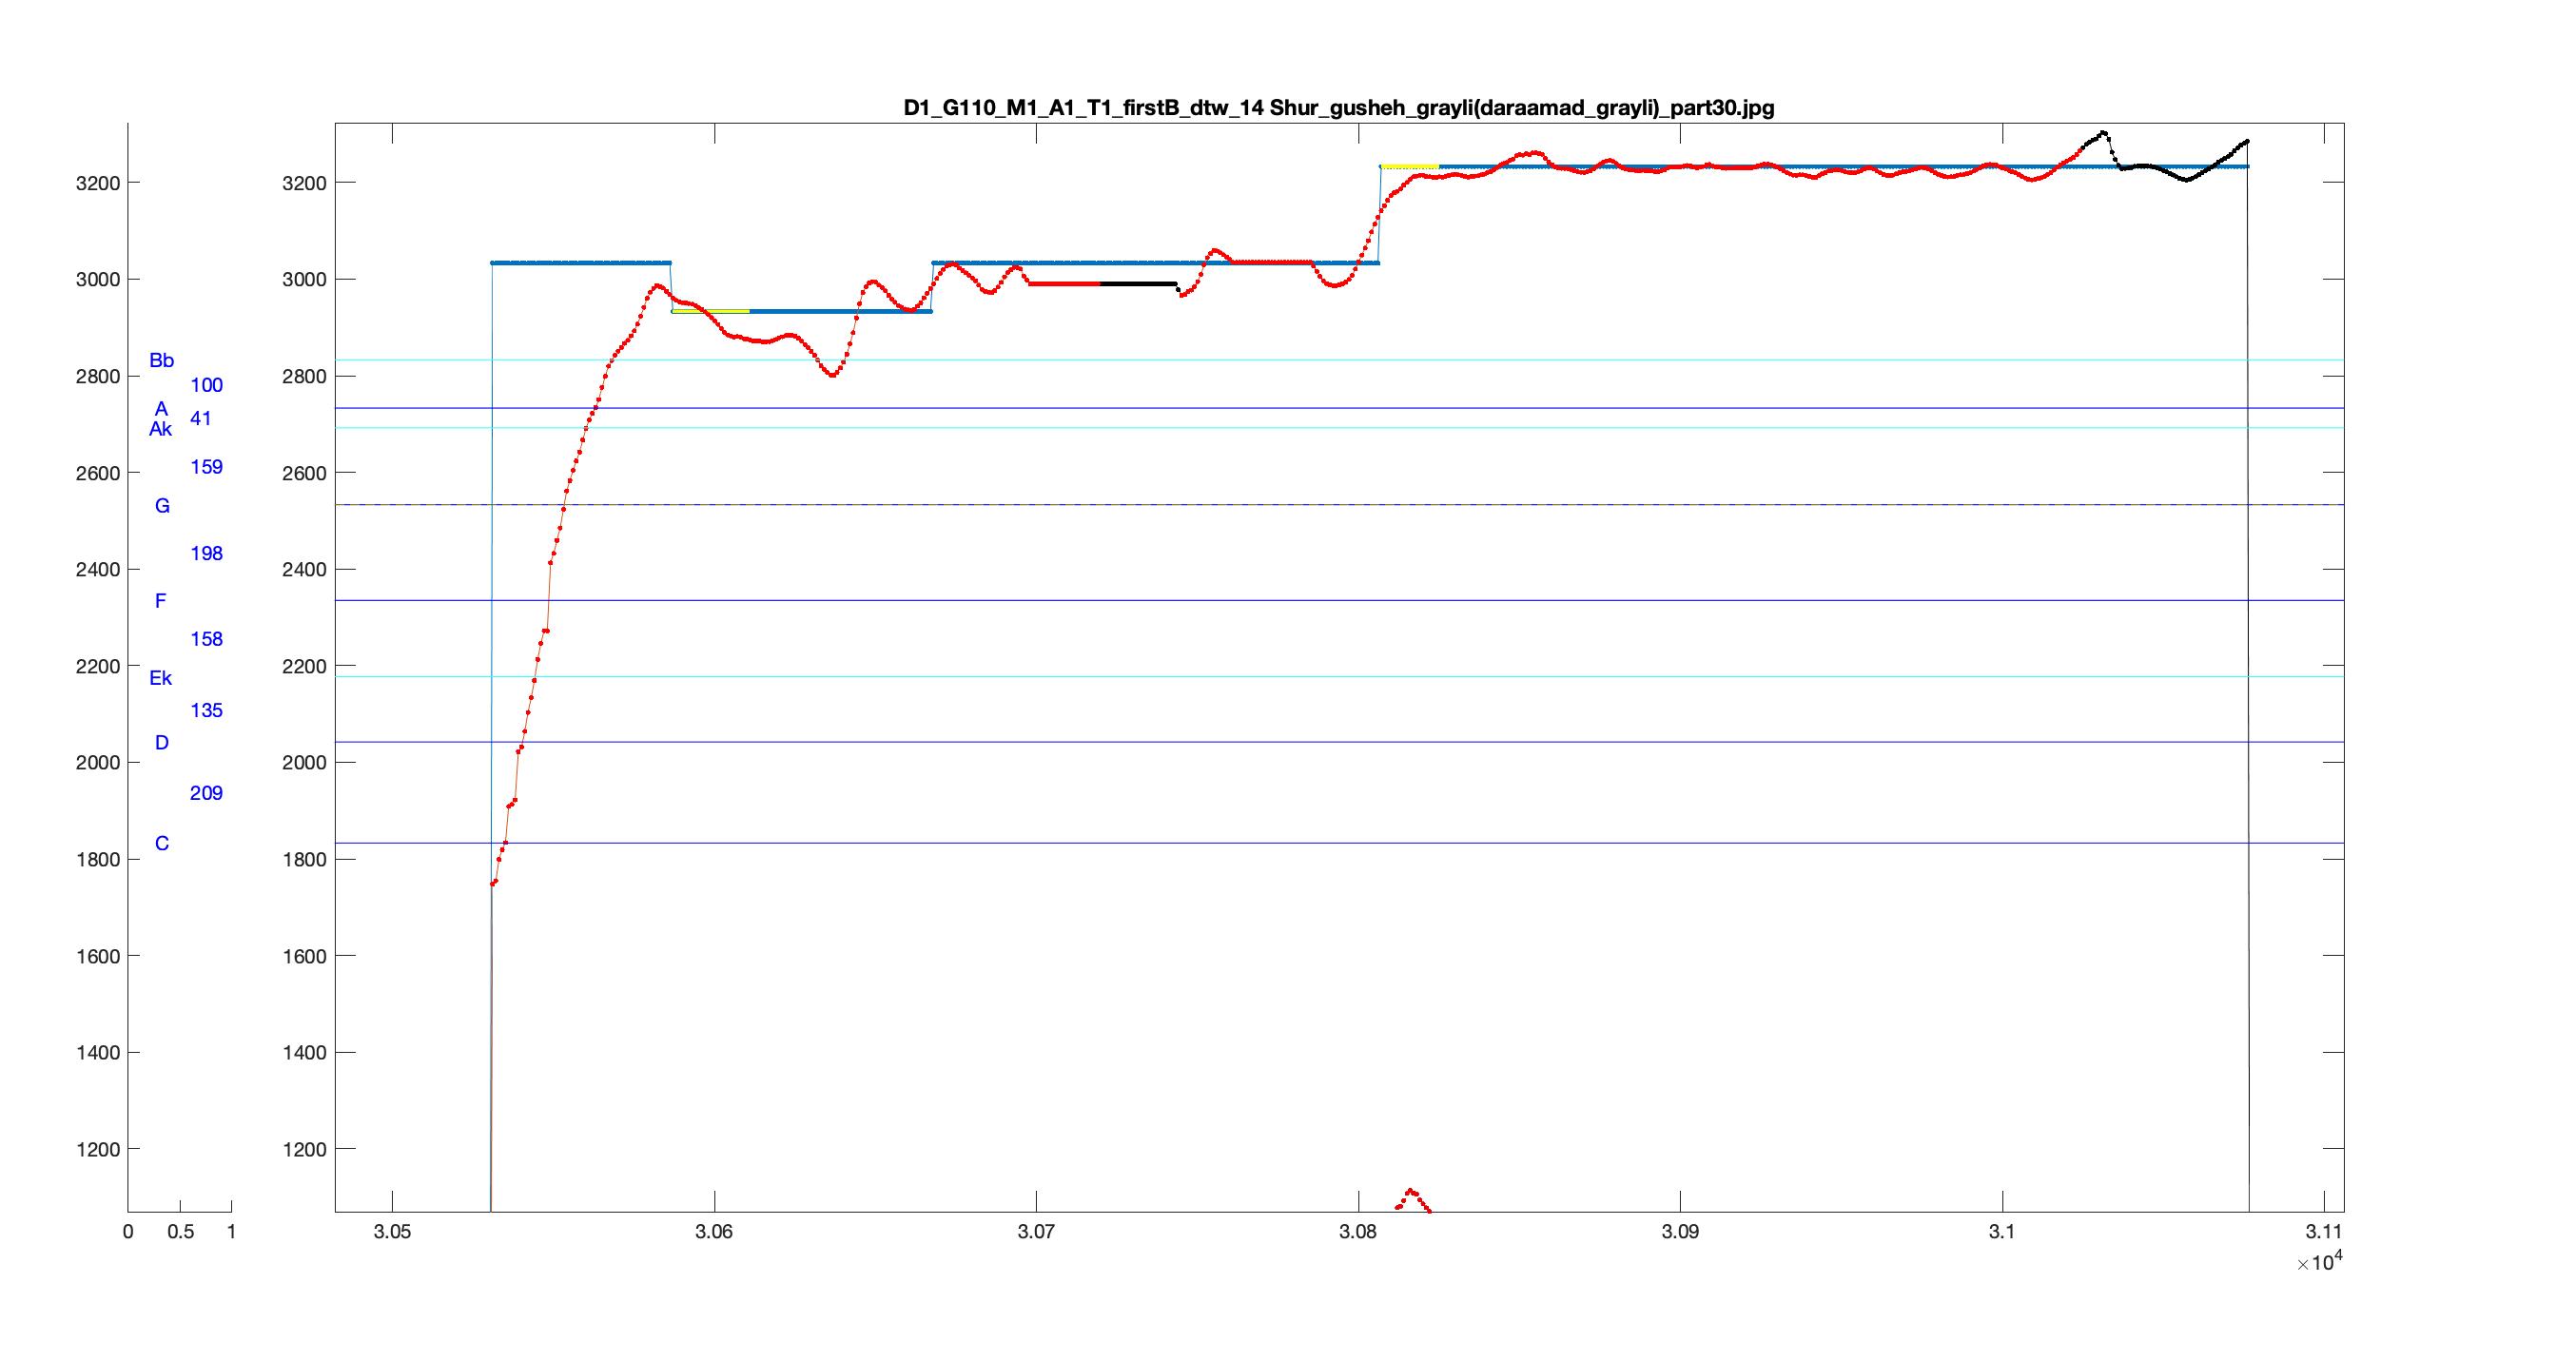 D1_G110_M1_A1_T1_firstB_dtw_14 Shur_gusheh_grayli(daraamad_grayli)_part30.jpg
3200 3200
3000 3000
Bb
2800 100 2800
A
41
Ak
2600 159 2600
G
198
2400 2400
F
158
2200 2200
Ek
135
D
2000 2000
209
C
1800 1800
1600 1600
1400 1400
1200 1200
0 0.5 1 3.05 3.06 3.07 3.08 3.09 3.1 3.11
×10⁴